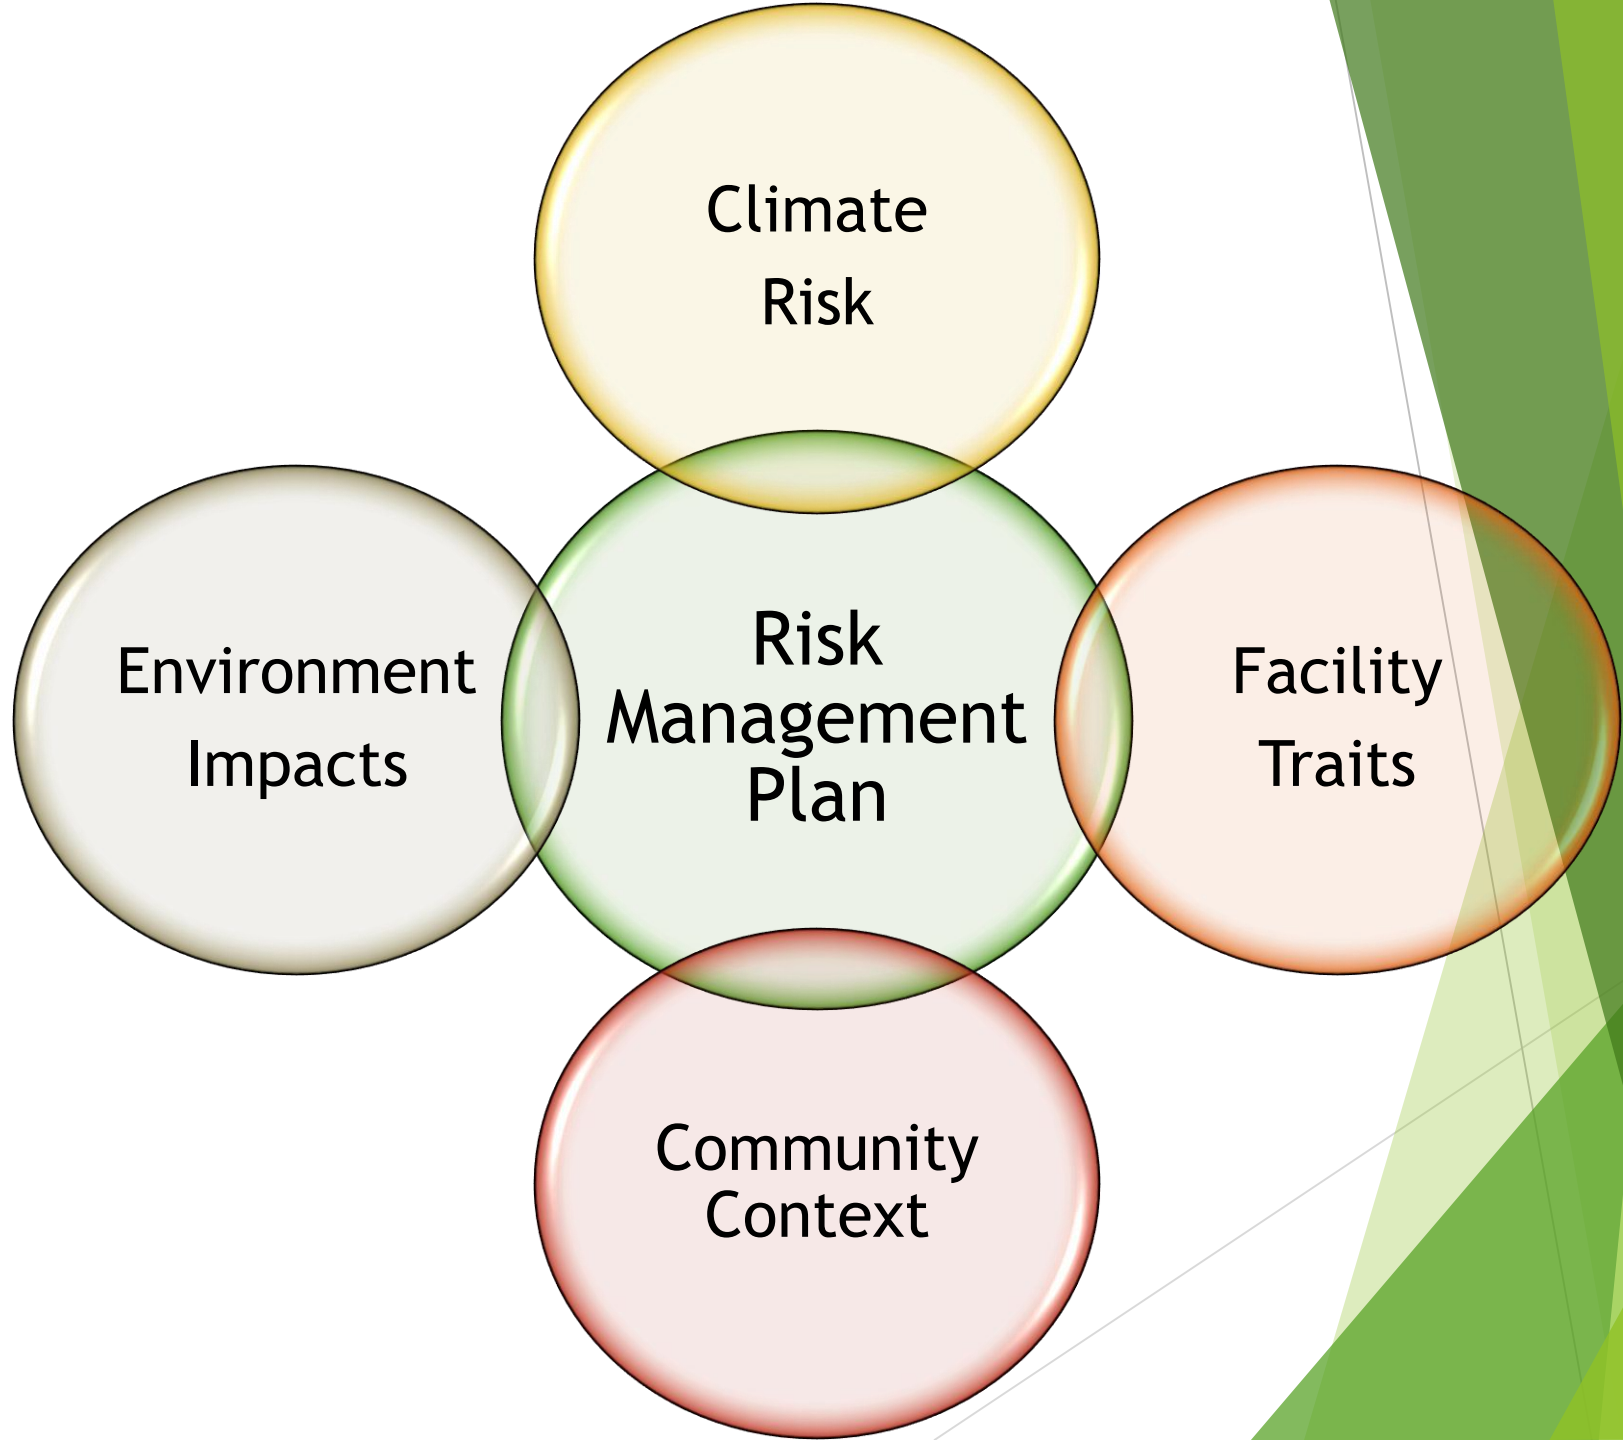 Climate
Risk
Environment
Impacts
Risk
Management
Plan
Facility
Traits
Community
Context